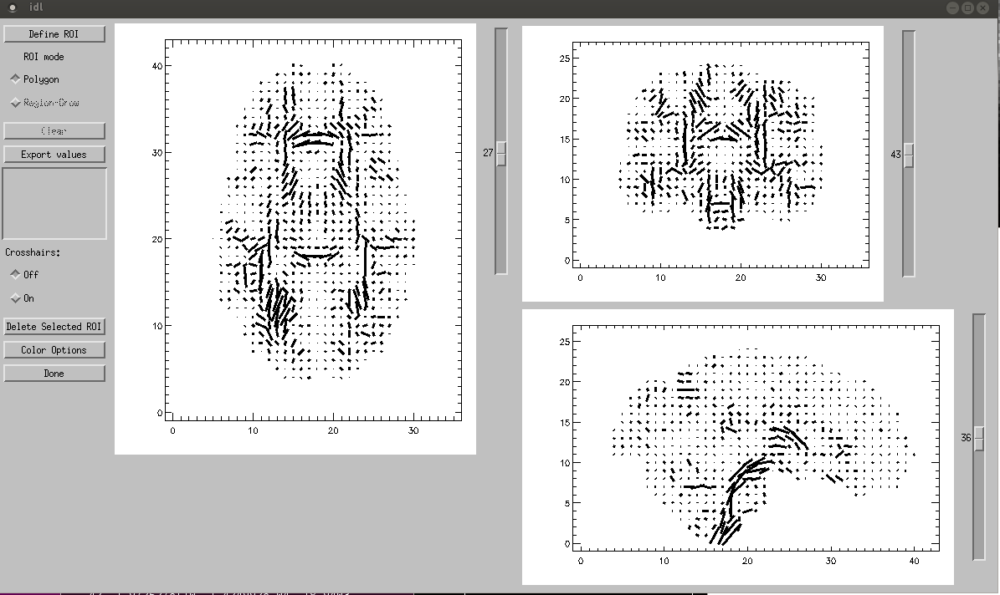 idl
Define ROI
ROI mode
Polygon
Region-Grow
Clear
Export values
Crosshairs:
Off
On
Delete Selected ROI
Color Options
Done
40
30
20
10
0
0 10 20 30
27
25
20
15
10
5
0
0 10 20 30
43
25
20
15
10
5
0
0 10 20 30 40
36